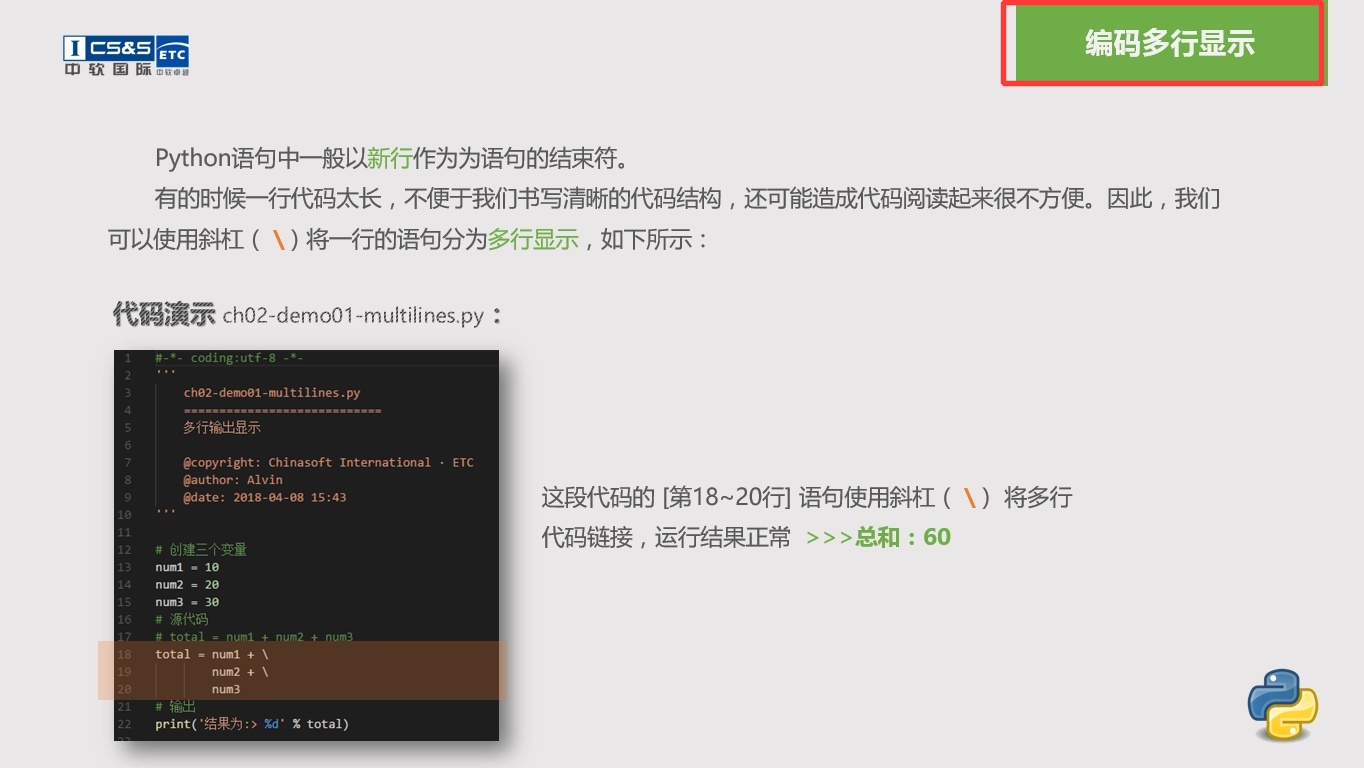 CS&S ETC
中软国际 中软卓越
编码多行显示
Python语句中一般以新行作为为语句的结束符。
有的时候一行代码太长，不便于我们书写清晰的代码结构，还可能造成代码阅读起来很不方便。因此，我们
可以使用斜杠（ \ ）将一行的语句分为多行显示，如下所示：
代码演示 ch02-demo01-multilines.py：
1 #-*- coding:utf-8 -*-
2 '''
3 ch02-demo01-multilines.py
4 ============================
5 多行输出显示
6
7 @copyright: Chinasoft International · ETC
8 @author: Alvin
9 @date: 2018-04-08 15:43
10 '''
11
12 # 创建三个变量
13 num1 = 10
14 num2 = 20
15 num3 = 30
16 # 源代码
17 # total = num1 + num2 + num3
18 total = num1 + \
19 num2 + \
20 num3
21 # 输出
22 print('结果为:> %d' % total)
这段代码的 [第18~20行] 语句使用斜杠（ \ ） 将多行
代码链接，运行结果正常 >>>总和：60